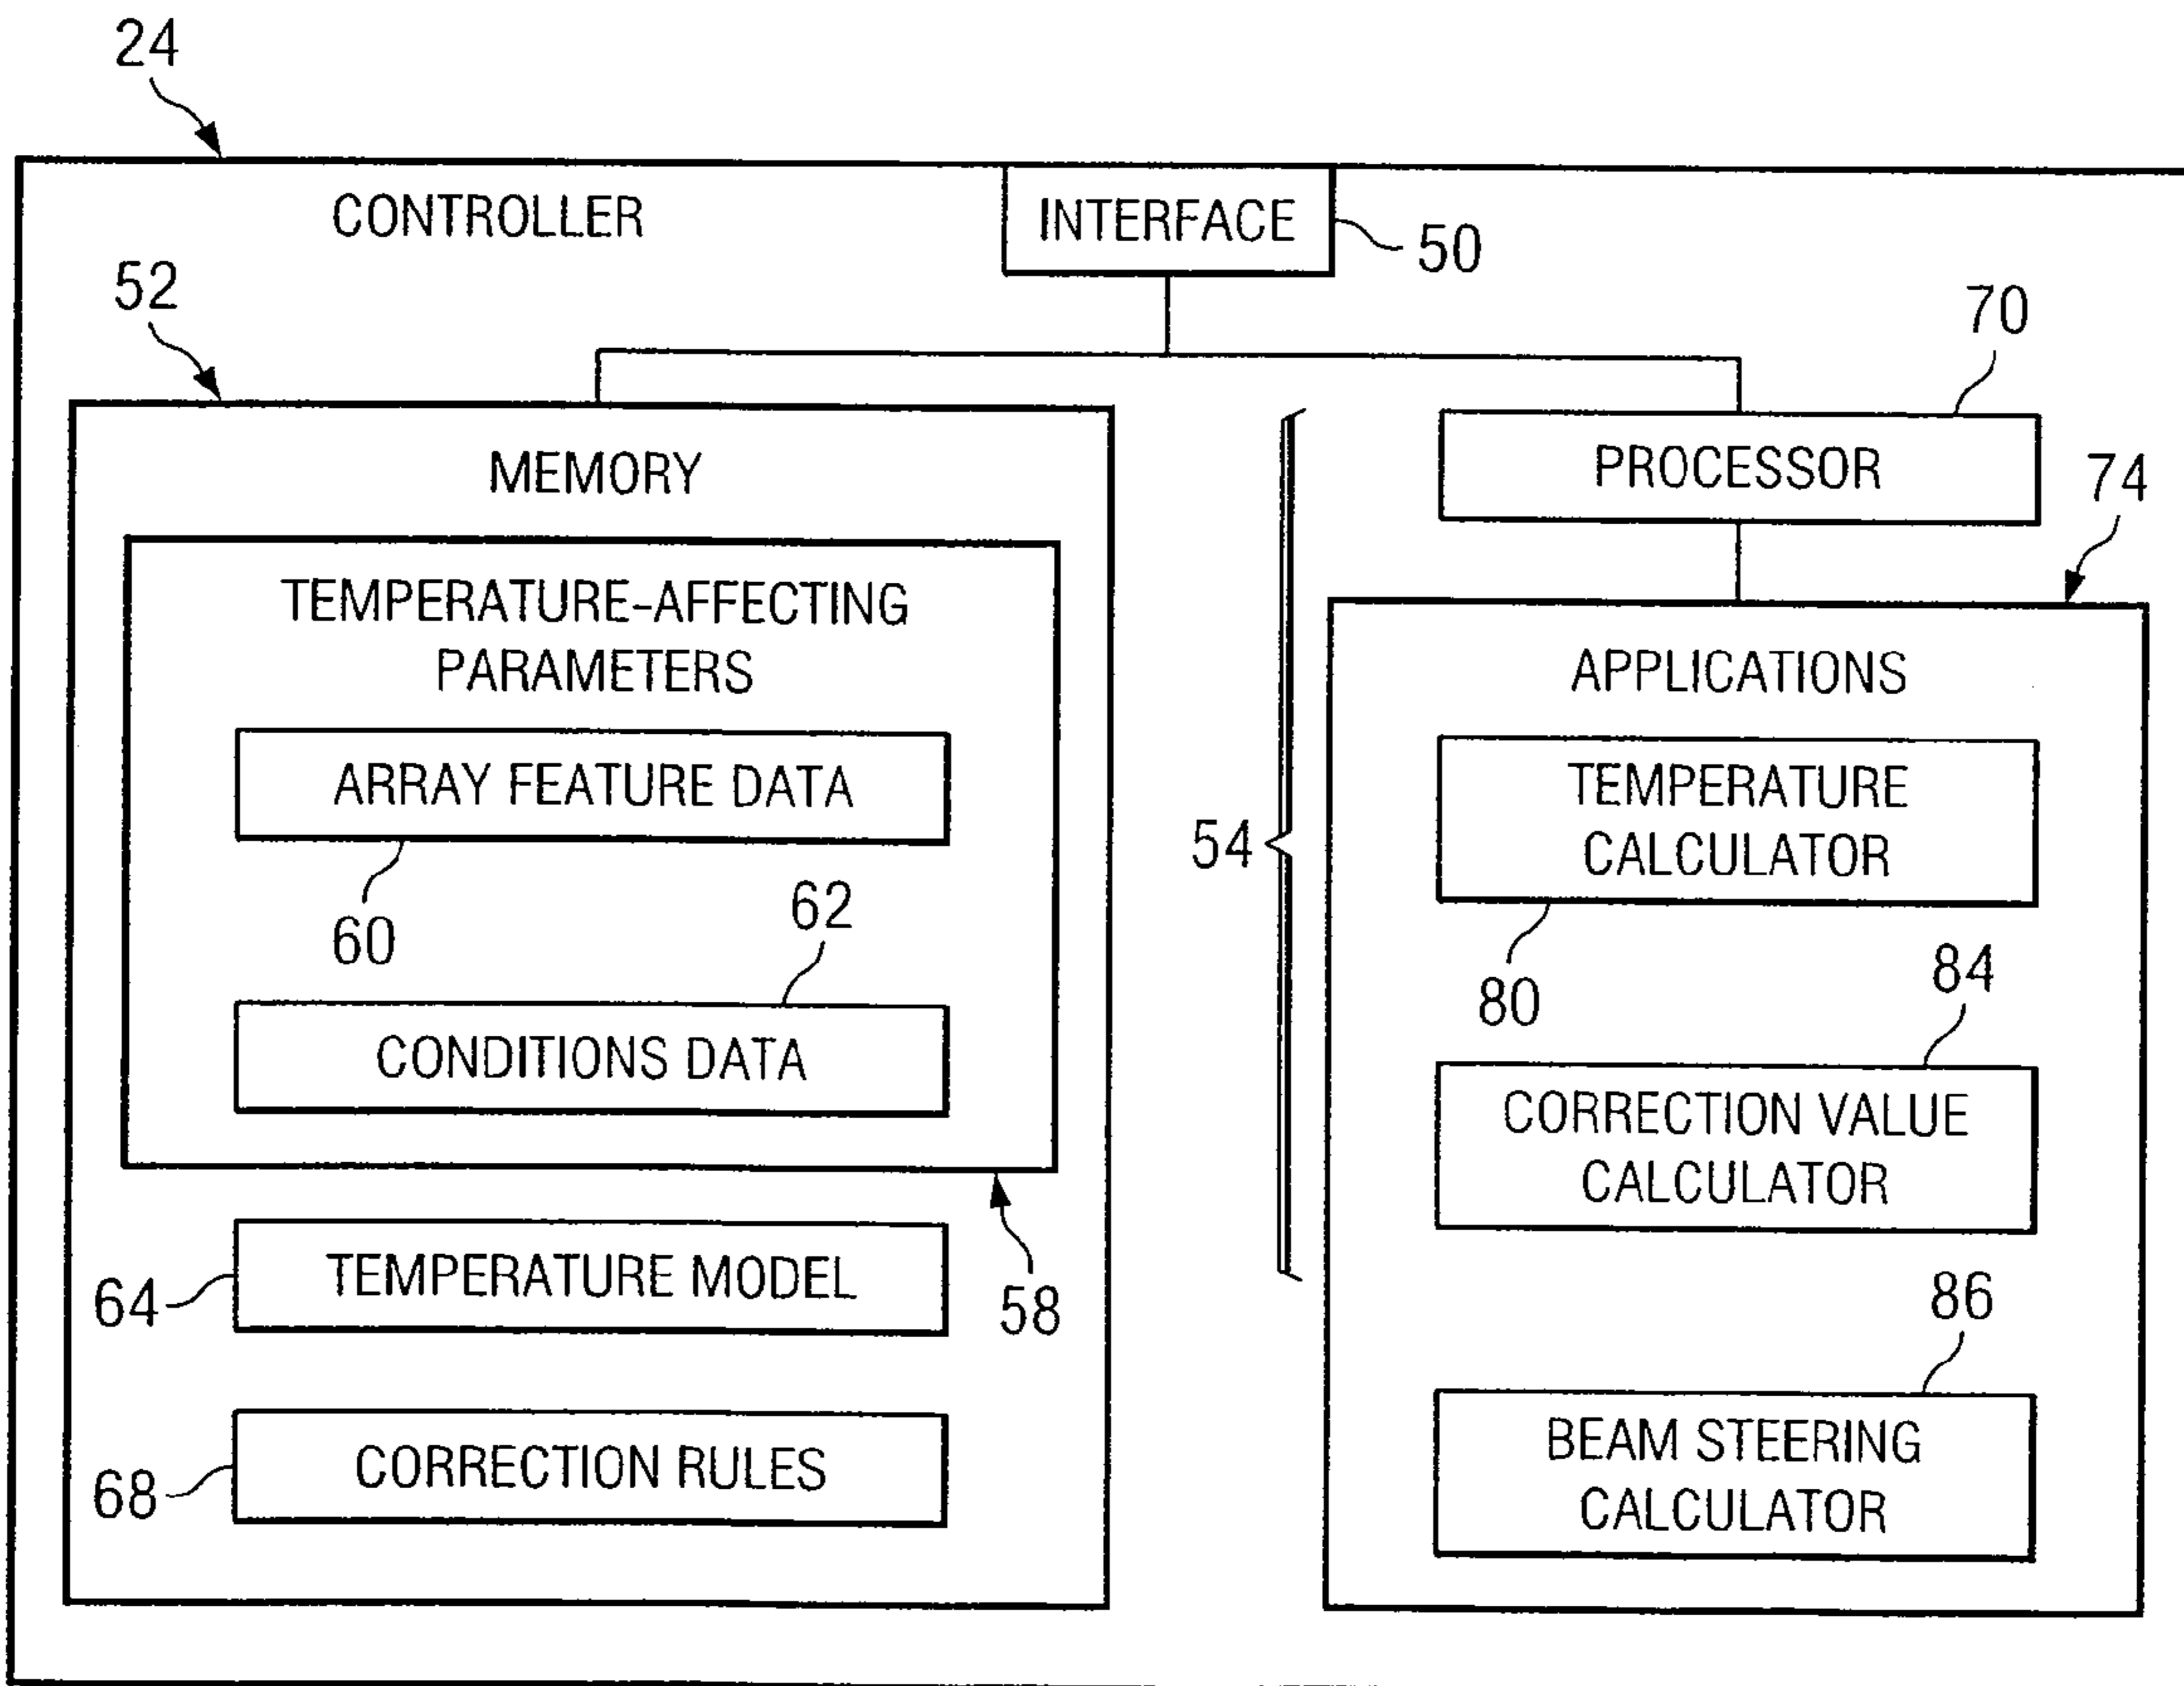 24
CONTROLLER
INTERFACE
50
52
70
MEMORY
PROCESSOR
74
TEMPERATURE-AFFECTING
PARAMETERS
APPLICATIONS
ARRAY FEATURE DATA
TEMPERATURE
CALCULATOR
54
60
62
80
84
CONDITIONS DATA
CORRECTION VALUE
CALCULATOR
64
TEMPERATURE MODEL
58
86
68
CORRECTION RULES
BEAM STEERING
CALCULATOR